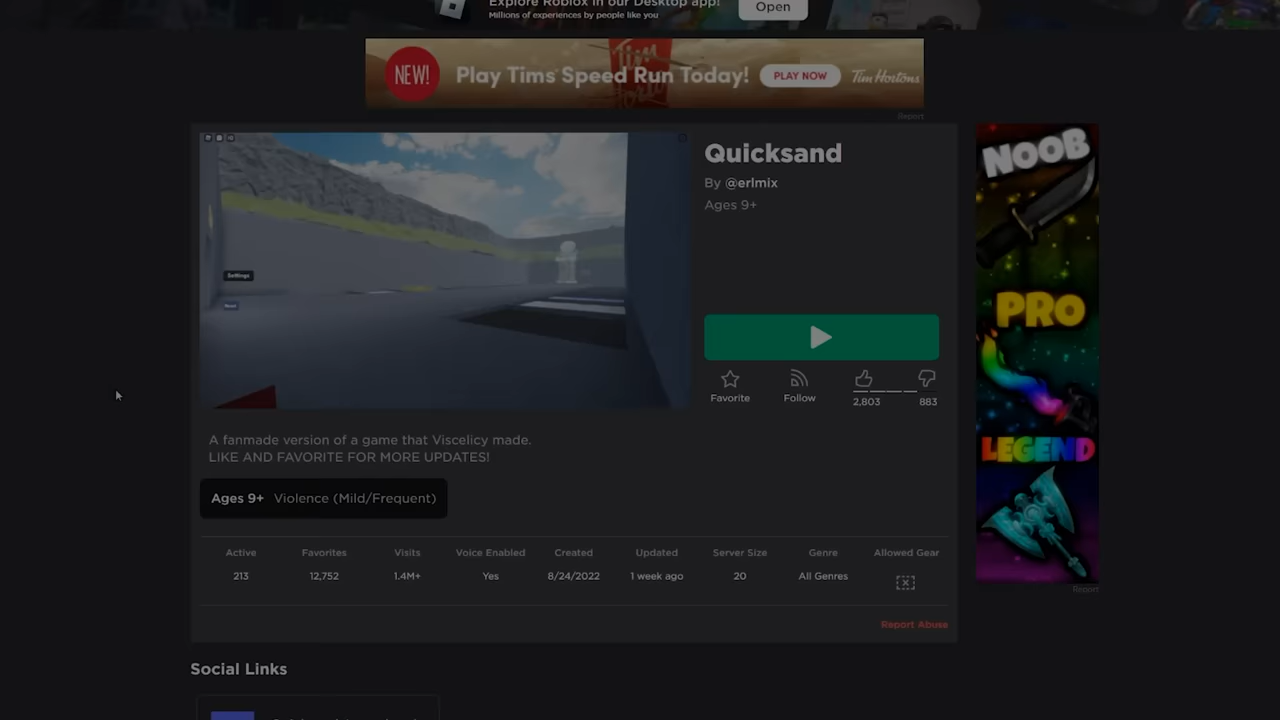 Explore Roblox in our Desktop app!
Millions of experiences by people like you
Open
NEW!
Play Tims Speed Run Today!
PLAY NOW
Tim Hortons
Report
Quicksand
By @erlmix
Ages 9+
Settings
NOOB
PRO
LEGEND
Favorite
Follow
2,803
883
A fanmade version of a game that Viscelicy made.
LIKE AND FAVORITE FOR MORE UPDATES!
Ages 9+ Violence (Mild/Frequent)
Active Favorites Visits Voice Enabled Created Updated Server Size Genre Allowed Gear
213 12,752 1.4M+ Yes 8/24/2022 1 week ago 20 All Genres
Report
Report Abuse
Social Links